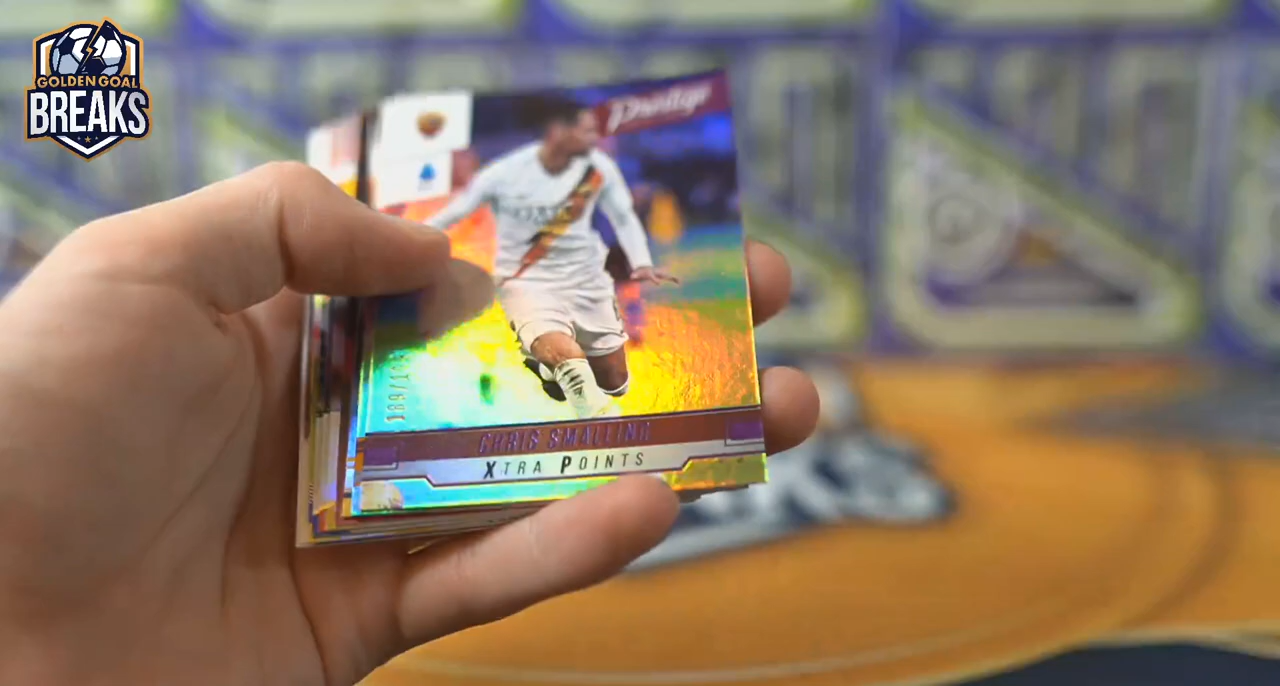 GOLDEN GOAL
BREAKS
Prestige
CHRIS SMALLING
XTRA POINTS